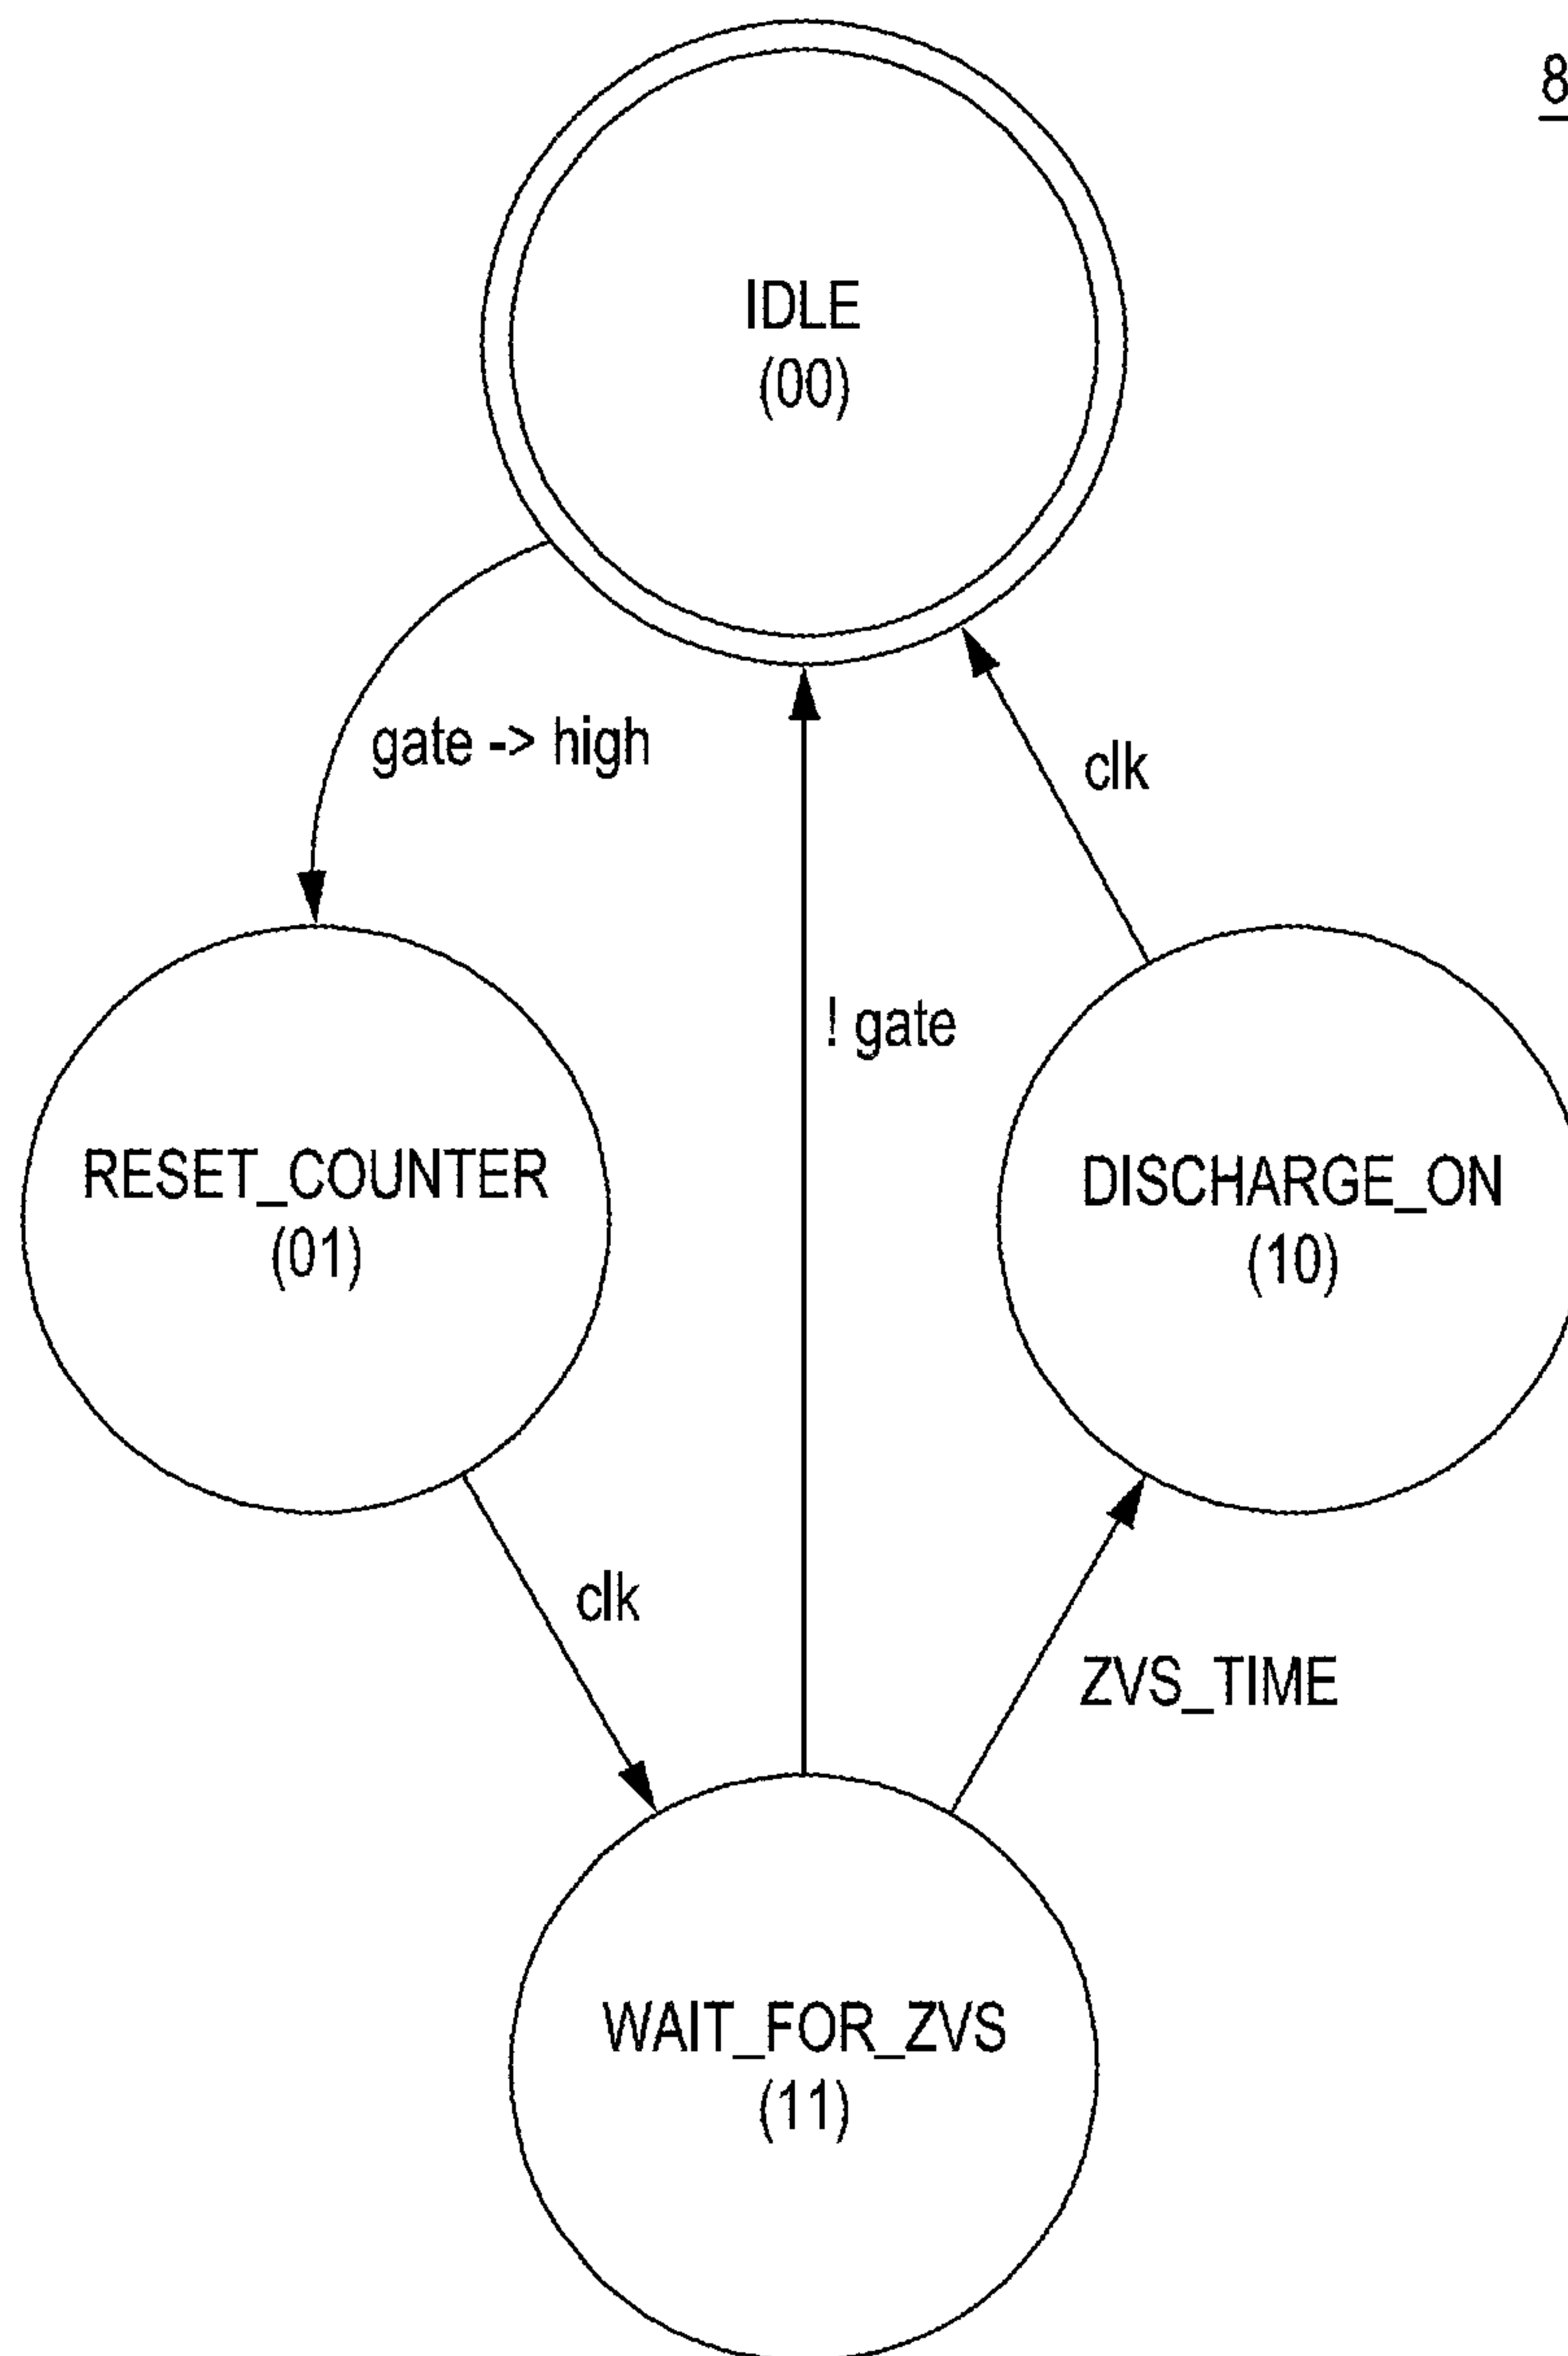 8
IDLE
(00)
gate -> high
clk
! gate
RESET_COUNTER
(01)
DISCHARGE_ON
(10)
clk
ZVS_TIME
WAIT_FOR_ZVS
(11)